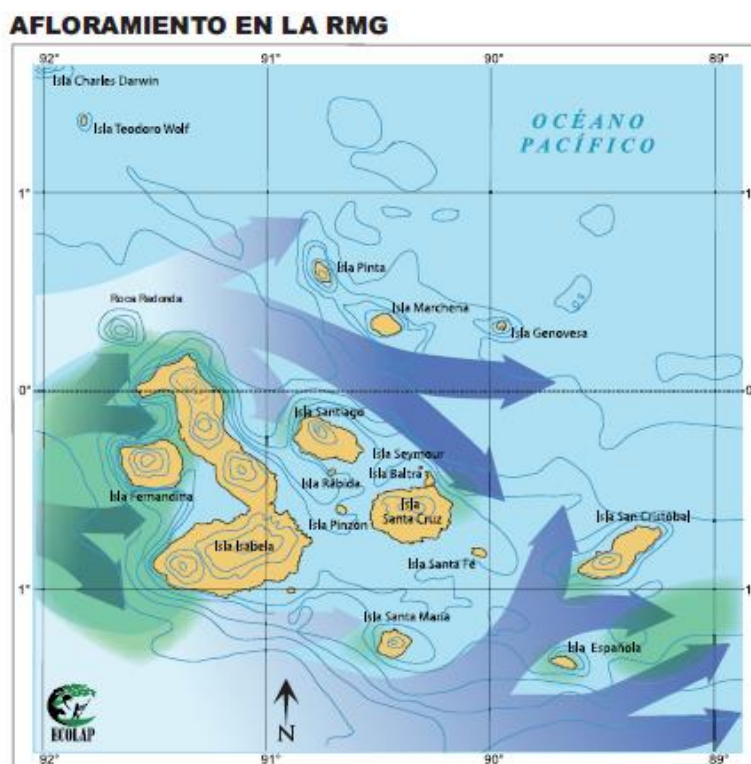 AFLORAMIENTO EN LA RMG
92° 91° 90° 89°
Isla Charles Darwin
Isla Teodoro Wolf
OCÉANO
PACÍFICO
1° 1
Isla Pinta
Roca Redonda
Isla Marchena
Isla Genovesa
0° 0
Isla Santiago
Isla Seymour
Isla Baltra
Isla Fernandina
Isla Rábida
Isla
Santa Cruz
Isla Pinzón
Isla San Cristóbal
Isla Isabela
Isla Santa Fé
1° 1
Isla Santa María
Isla Española
ECOLAP
N
92° 91° 90° 89°